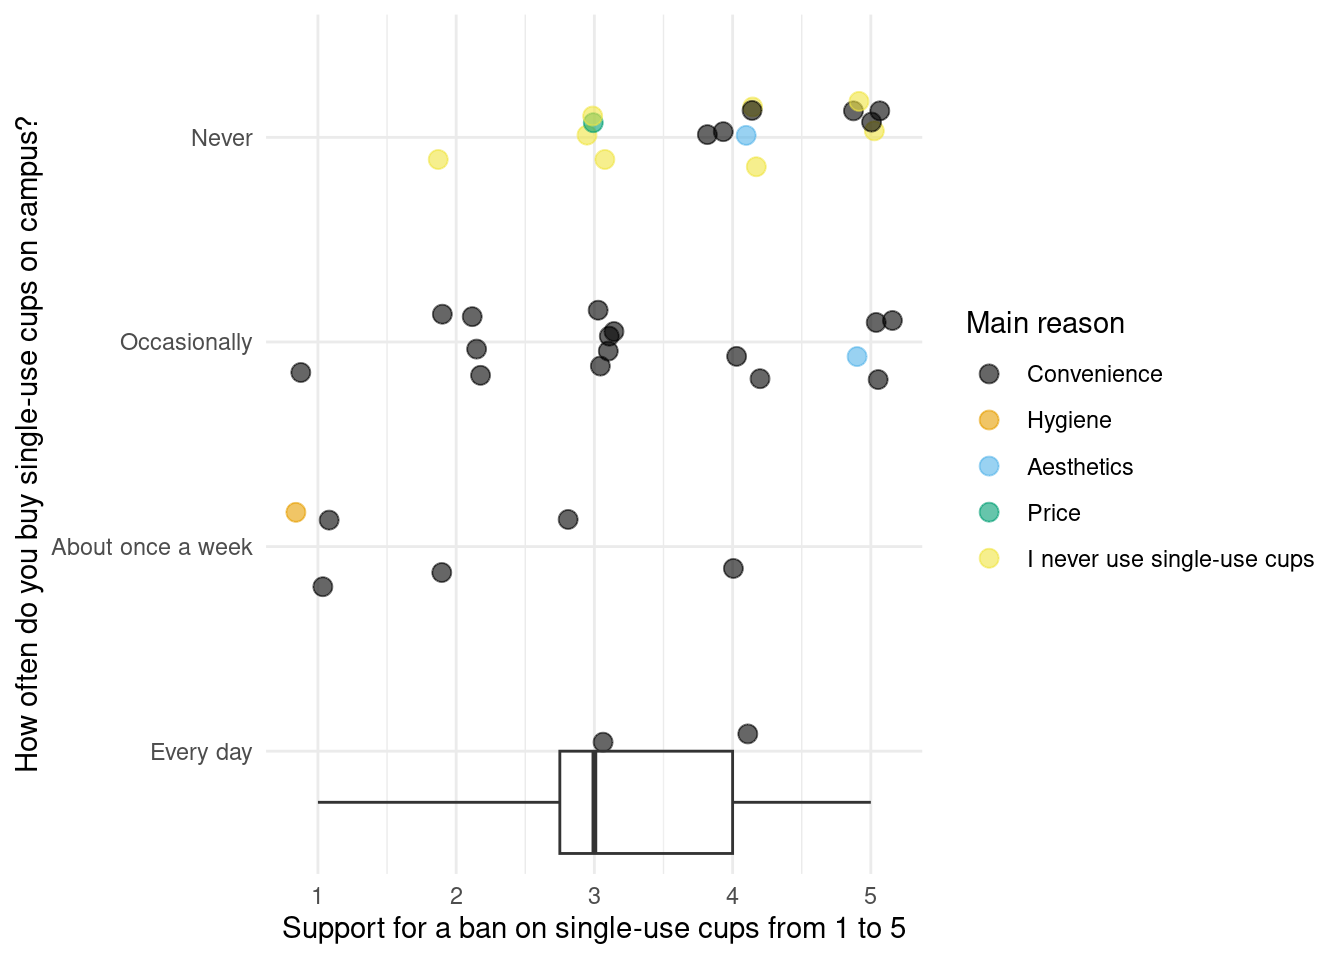 How often do you buy single-use cups on campus?
Never
Occasionally
About once a week
Every day
1 2 3 4 5
Support for a ban on single-use cups from 1 to 5
Main reason
Convenience
Hygiene
Aesthetics
Price
I never use single-use cups